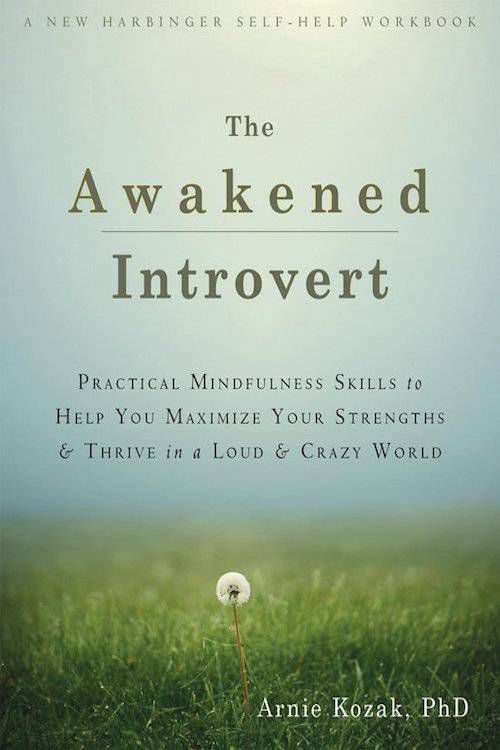 A NEW HARBINGER SELF-HELP WORKBOOK
The
Awakened
Introvert
PRACTICAL MINDFULNESS SKILLS to
HELP YOU MAXIMIZE YOUR STRENGTHS
& THRIVE in a LOUD & CRAZY WORLD
Arnie Kozak, PhD